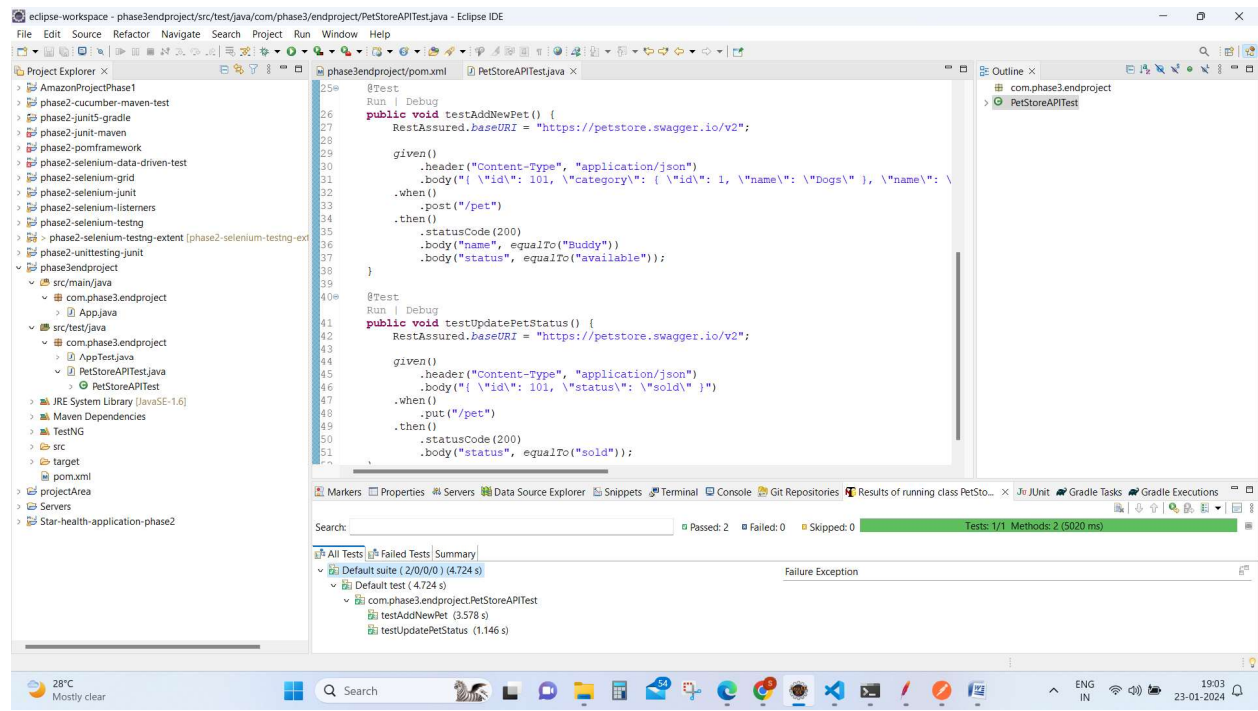 eclipse-workspace - phase3endproject/src/test/java/com/phase3/endproject/PetStoreAPITest.java - Eclipse IDE
File Edit Source Refactor Navigate Search Project Run Window Help
Project Explorer
AmazonProjectPhase1
phase2-cucumber-maven-test
phase2-junit5-gradle
phase2-junit-maven
phase2-pomframework
phase2-selenium-data-driven-test
phase2-selenium-grid
phase2-selenium-junit
phase2-selenium-listerners
phase2-selenium-testng
> phase2-selenium-testng-extent [phase2-selenium-testng-ext
phase2-unittesting-junit
phase3endproject
src/main/java
com.phase3.endproject
App.java
src/test/java
com.phase3.endproject
AppTest.java
PetStoreAPITest.java
PetStoreAPITest
JRE System Library [JavaSE-1.6]
Maven Dependencies
TestNG
src
target
pom.xml
projectArea
Servers
Star-health-application-phase2
phase3endproject/pom.xml PetStoreAPITest.java
25 @Test
Run | Debug
26 public void testAddNewPet() {
27 RestAssured.baseURI = "https://petstore.swagger.io/v2";
28
29 given()
30 .header("Content-Type", "application/json")
31 .body("{ \"id\": 101, \"category\": { \"id\": 1, \"name\": \"Dogs\" }, \"name\": \
32 .when()
33 .post("/pet")
34 .then()
35 .statusCode(200)
36 .body("name", equalTo("Buddy"))
37 .body("status", equalTo("available"));
38 }
39
40 @Test
Run | Debug
41 public void testUpdatePetStatus() {
42 RestAssured.baseURI = "https://petstore.swagger.io/v2";
43
44 given()
45 .header("Content-Type", "application/json")
46 .body("{ \"id\": 101, \"status\": \"sold\" }")
47 .when()
48 .put("/pet")
49 .then()
50 .statusCode(200)
51 .body("status", equalTo("sold"));
Outline
com.phase3.endproject
PetStoreAPITest
Markers Properties Servers Data Source Explorer Snippets Terminal Console Git Repositories Results of running class PetSto... JUnit Gradle Tasks Gradle Executions
Search: Passed: 2 Failed: 0 Skipped: 0 Tests: 1/1 Methods: 2 (5020 ms)
All Tests Failed Tests Summary
Default suite ( 2/0/0/0 ) (4.724 s)
Default test ( 4.724 s)
com.phase3.endproject.PetStoreAPITest
testAddNewPet (3.578 s)
testUpdatePetStatus (1.146 s)
Failure Exception
28°C
Mostly clear
Search
54
ENG
IN
19:03
23-01-2024